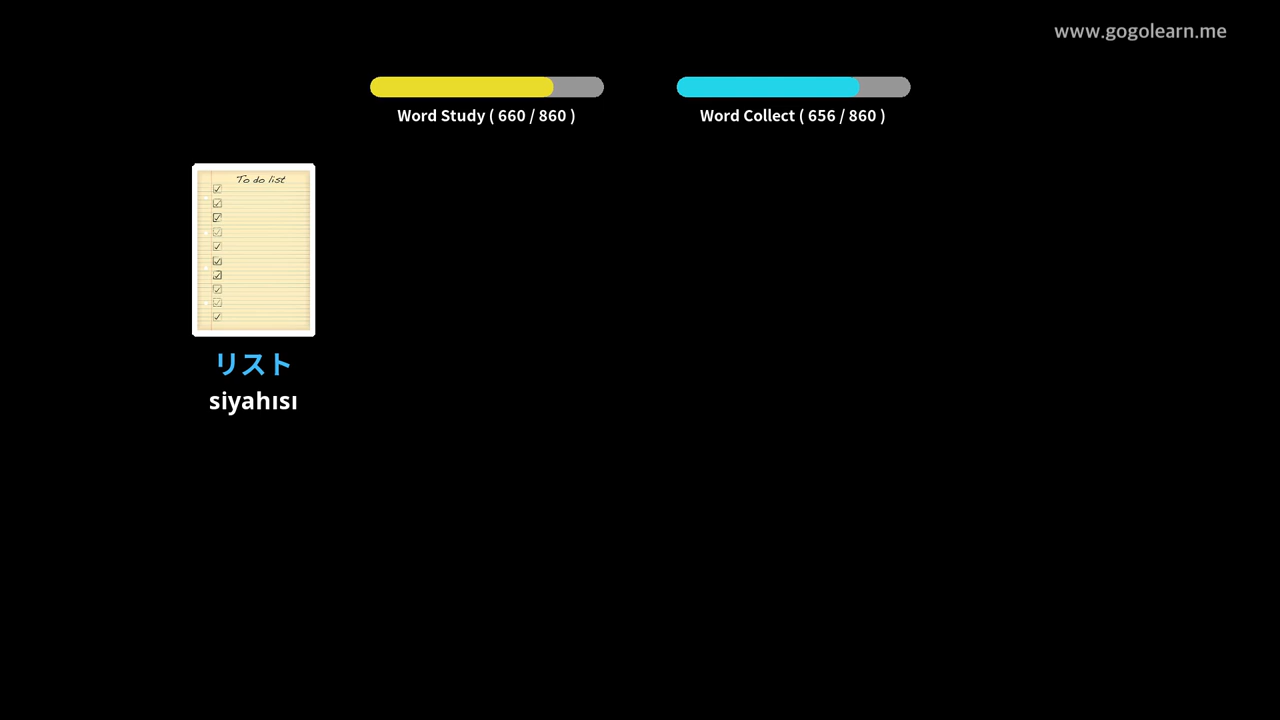 www.gogolearn.me
Word Study ( 660 / 860 )
Word Collect ( 656 / 860 )
To do list
リスト
siyahısı